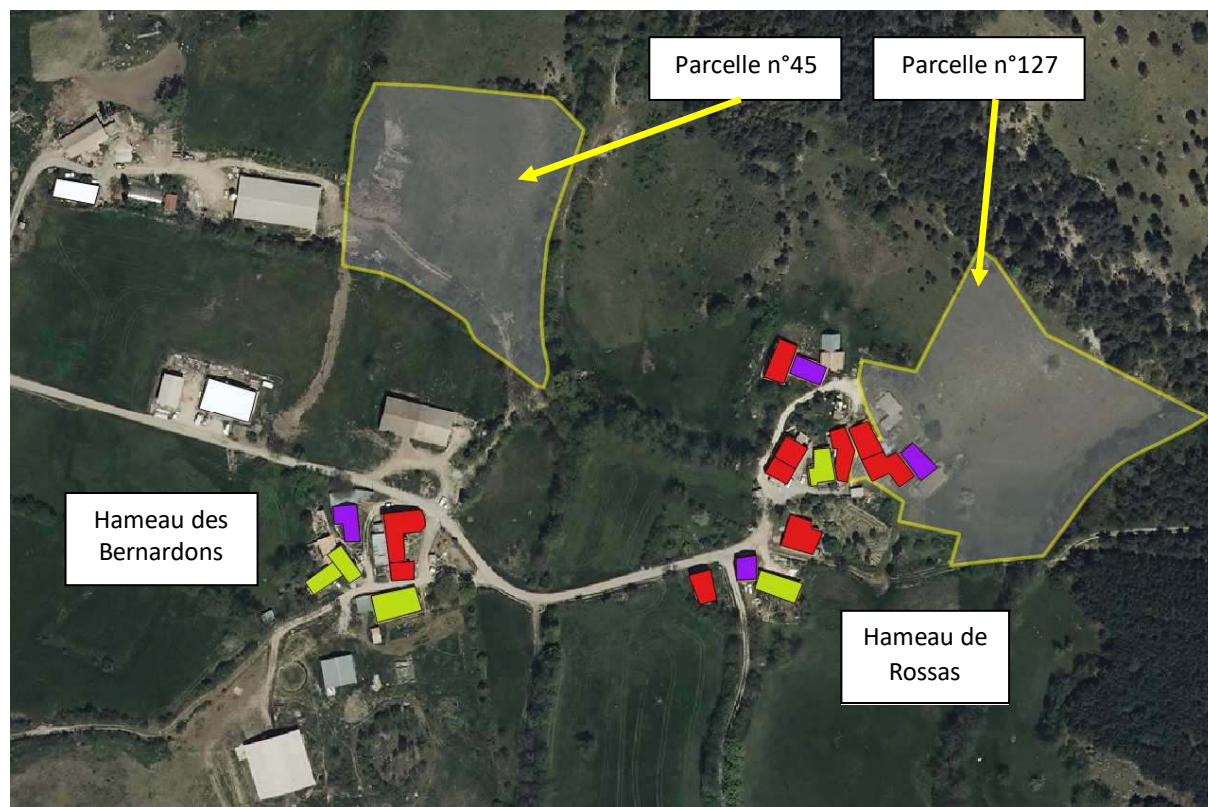 Parcelle n°45
Parcelle n°127
Hameau des
Bernardons
Hameau de
Rossas